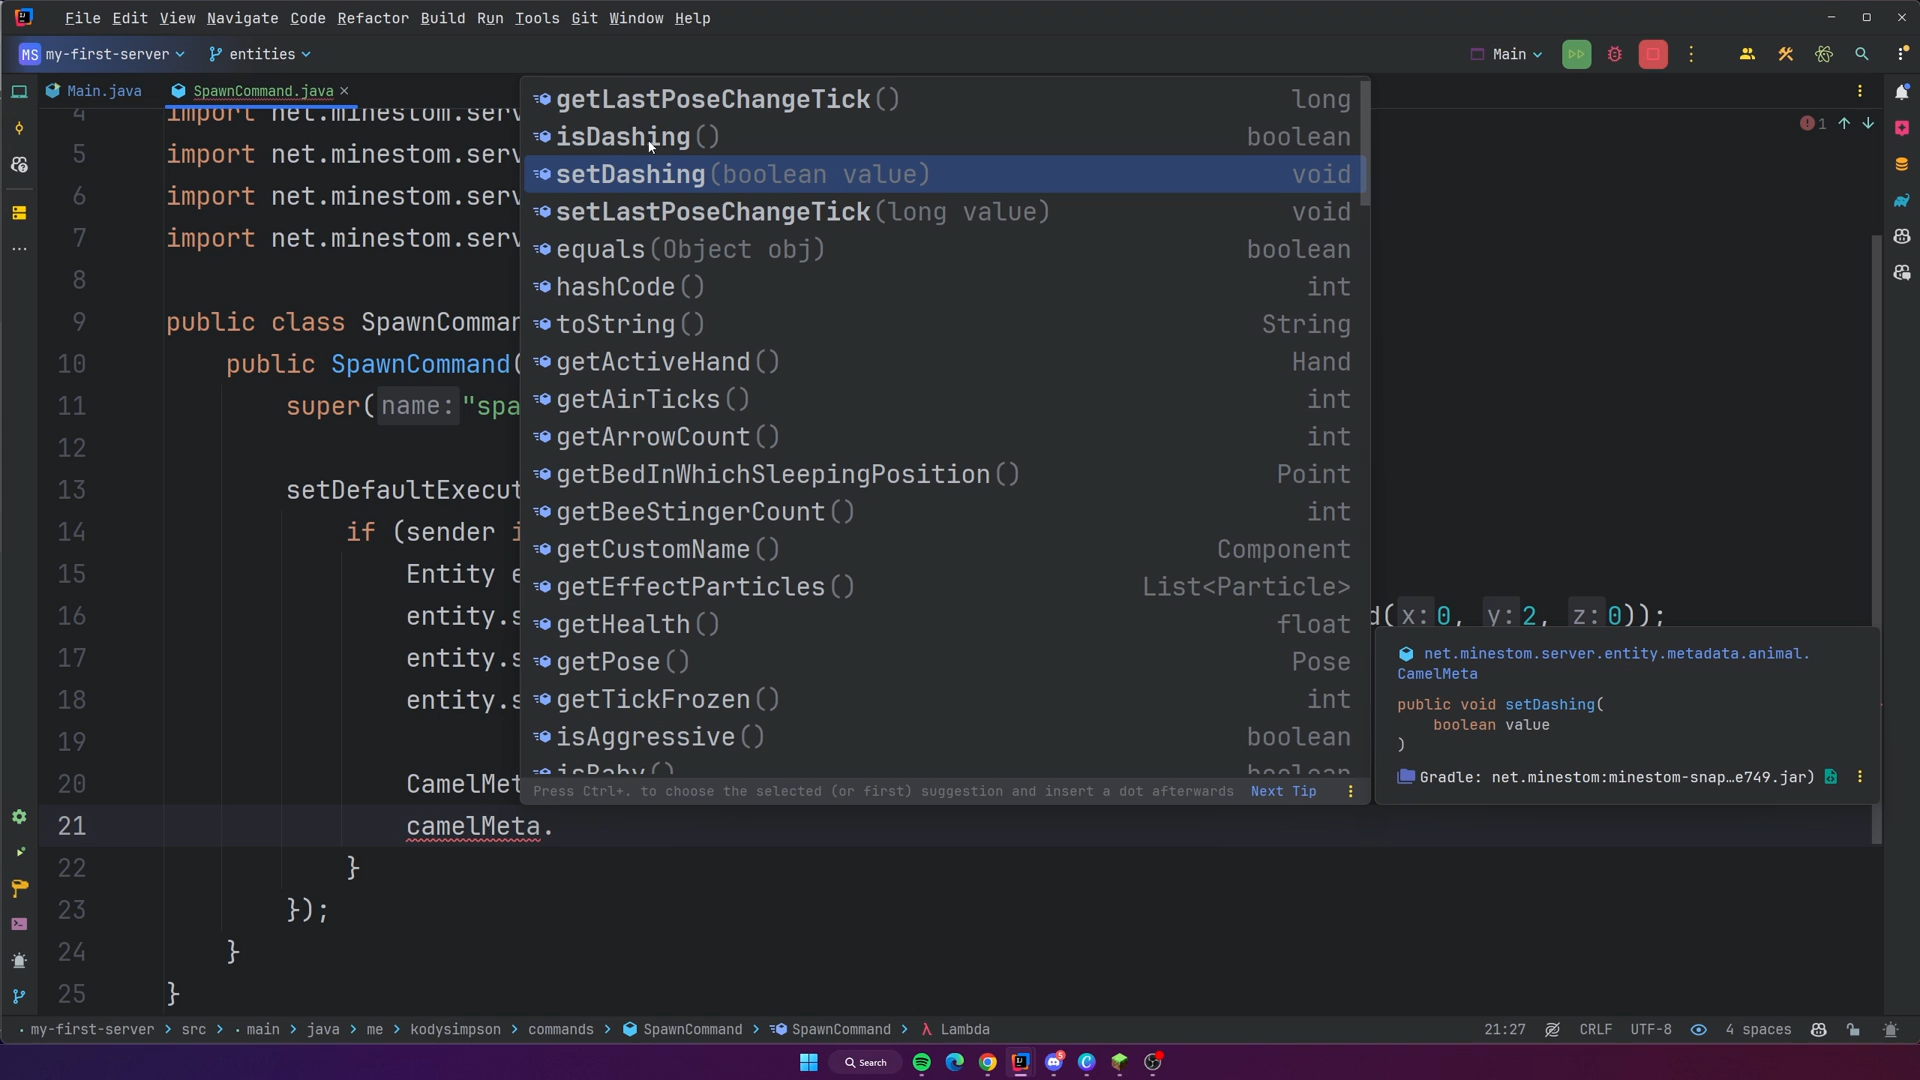 File Edit View Navigate Code Refactor Build Run Tools Git Window Help
MS my-first-server entities Main
Main.java SpawnCommand.java
4 import net.minestom.serv
5 import net.minestom.serv
6 import net.minestom.serv
7 import net.minestom.serv
8
9 public class SpawnComman
10 public SpawnCommand(
11 super( name: "spa
12
13 setDefaultExecut
14 if (sender i
15 Entity e
16 entity.s d( x: 0, y: 2, z: 0));
17 entity.s
18 entity.s
19
20 CamelMet
21 camelMeta.
22 }
23 });
24 }
25 }
getLastPoseChangeTick() long
isDashing() boolean
setDashing(boolean value) void
setLastPoseChangeTick(long value) void
equals(Object obj) boolean
hashCode() int
toString() String
getActiveHand() Hand
getAirTicks() int
getArrowCount() int
getBedInWhichSleepingPosition() Point
getBeeStingerCount() int
getCustomName() Component
getEffectParticles() List<Particle>
getHealth() float
getPose() Pose
getTickFrozen() int
isAggressive() boolean
isBaby() boolean
Press Ctrl+. to choose the selected (or first) suggestion and insert a dot afterwards Next Tip
1
net.minestom.server.entity.metadata.animal.
CamelMeta
public void setDashing(
boolean value
)
Gradle: net.minestom:minestom-snap…e749.jar)
my-first-server > src > main > java > me > kodysimpson > commands > SpawnCommand > SpawnCommand > λ Lambda
21:27 CRLF UTF-8 4 spaces
Search
5